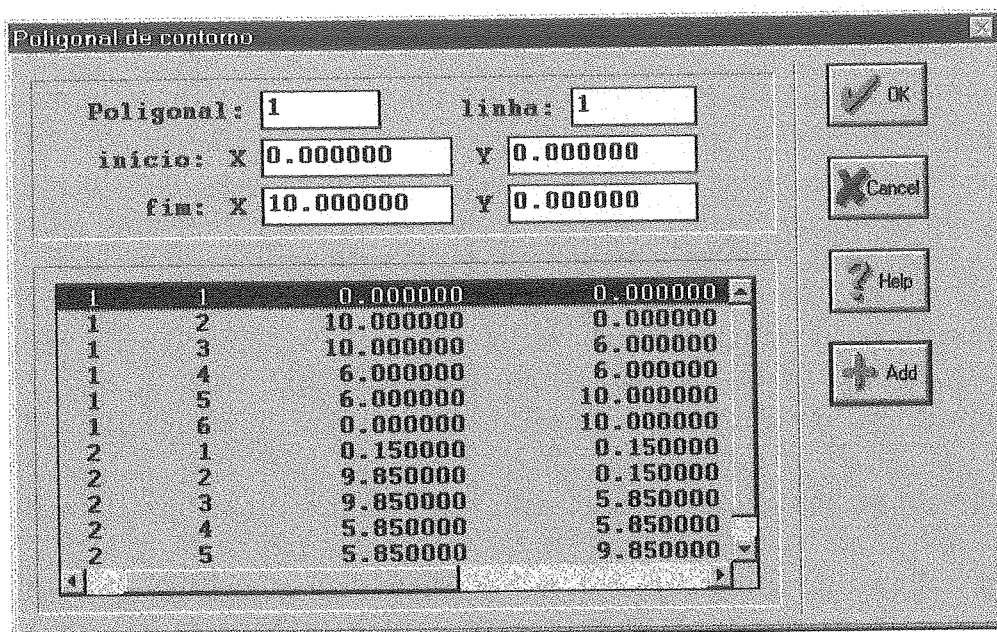 Poligonal de contorno
Poligonal: 1 linha: 1
início: X 0.000000 Y 0.000000
fim: X 10.000000 Y 0.000000
OK
Cancel
Help
Add
1 1 0.000000 0.000000
1 2 10.000000 0.000000
1 3 10.000000 6.000000
1 4 6.000000 6.000000
1 5 6.000000 10.000000
1 6 0.000000 10.000000
2 1 0.150000 0.150000
2 2 9.850000 0.150000
2 3 9.850000 5.850000
2 4 5.850000 5.850000
2 5 5.850000 9.850000